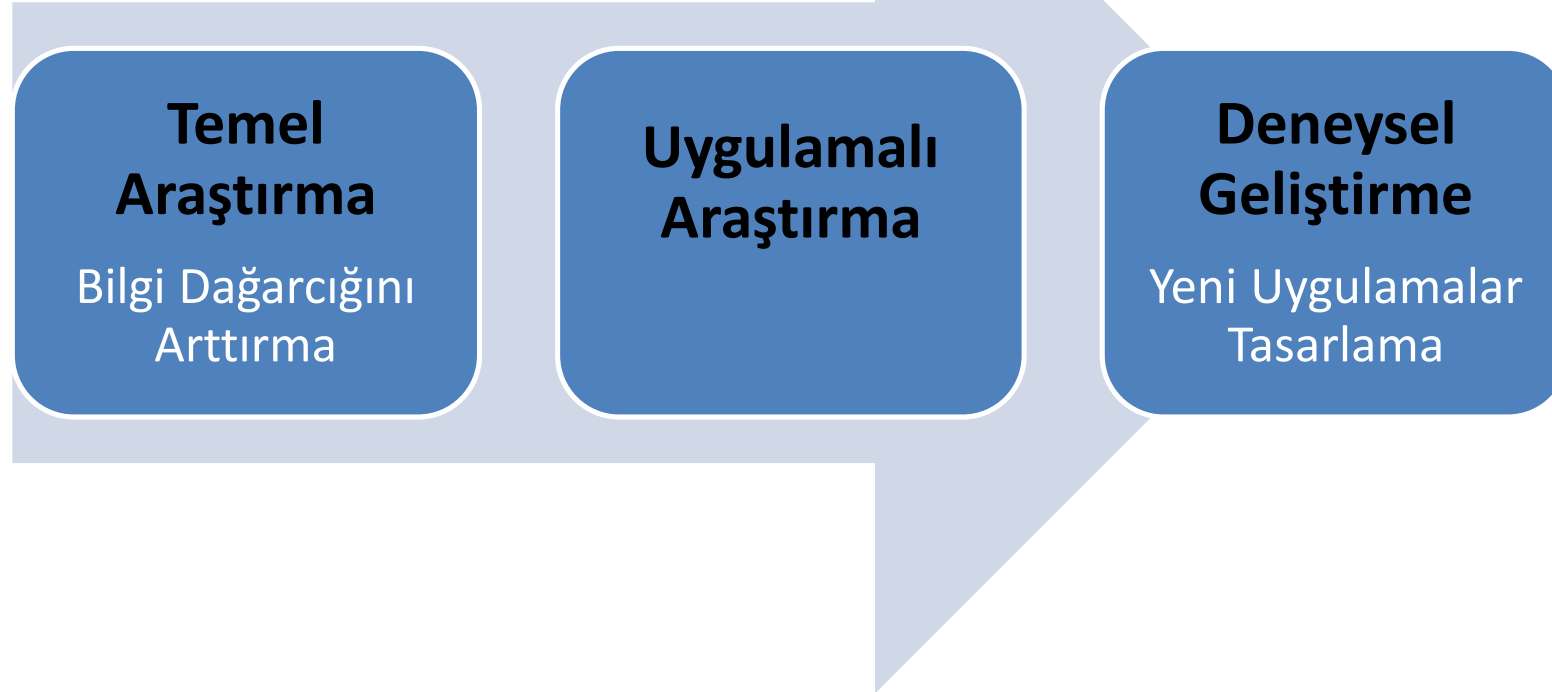 Temel
Araştırma
Bilgi Dağarcığını
Arttırma
Uygulamalı
Araştırma
Deneysel
Geliştirme
Yeni Uygulamalar
Tasarlama